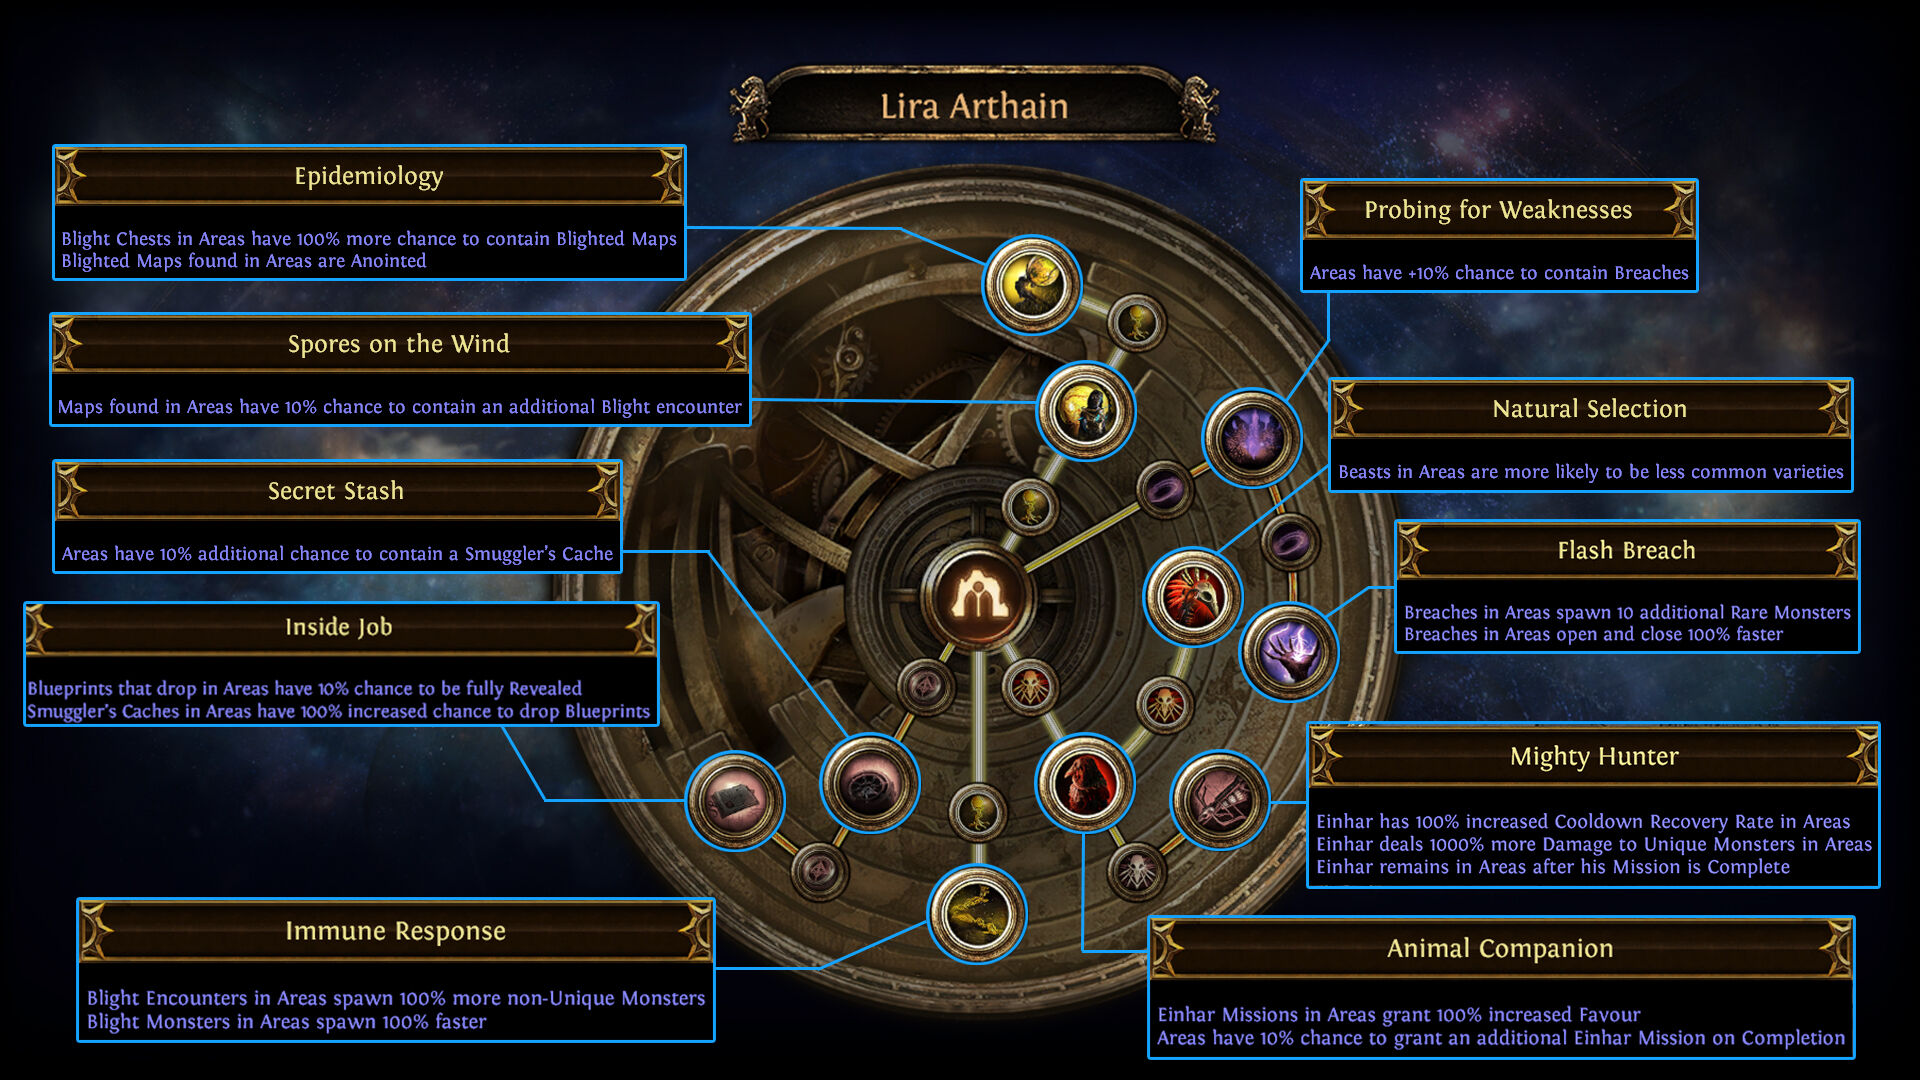 Lira Arthain
Epidemiology
Blight Chests in Areas have 100% more chance to contain Blighted Maps
Blighted Maps found in Areas are Anointed
Spores on the Wind
Maps found in Areas have 10% chance to contain an additional Blight encounter
Secret Stash
Areas have 10% additional chance to contain a Smuggler's Cache
Inside Job
Blueprints that drop in Areas have 10% chance to be fully Revealed
Smuggler's Caches in Areas have 100% increased chance to drop Blueprints
Immune Response
Blight Encounters in Areas spawn 100% more non-Unique Monsters
Blight Monsters in Areas spawn 100% faster
Probing for Weaknesses
Areas have +10% chance to contain Breaches
Natural Selection
Beasts in Areas are more likely to be less common varieties
Flash Breach
Breaches in Areas spawn 10 additional Rare Monsters
Breaches in Areas open and close 100% faster
Mighty Hunter
Einhar has 100% increased Cooldown Recovery Rate in Areas
Einhar deals 1000% more Damage to Unique Monsters in Areas
Einhar remains in Areas after his Mission is Complete
Animal Companion
Einhar Missions in Areas grant 100% increased Favour
Areas have 10% chance to grant an additional Einhar Mission on Completion